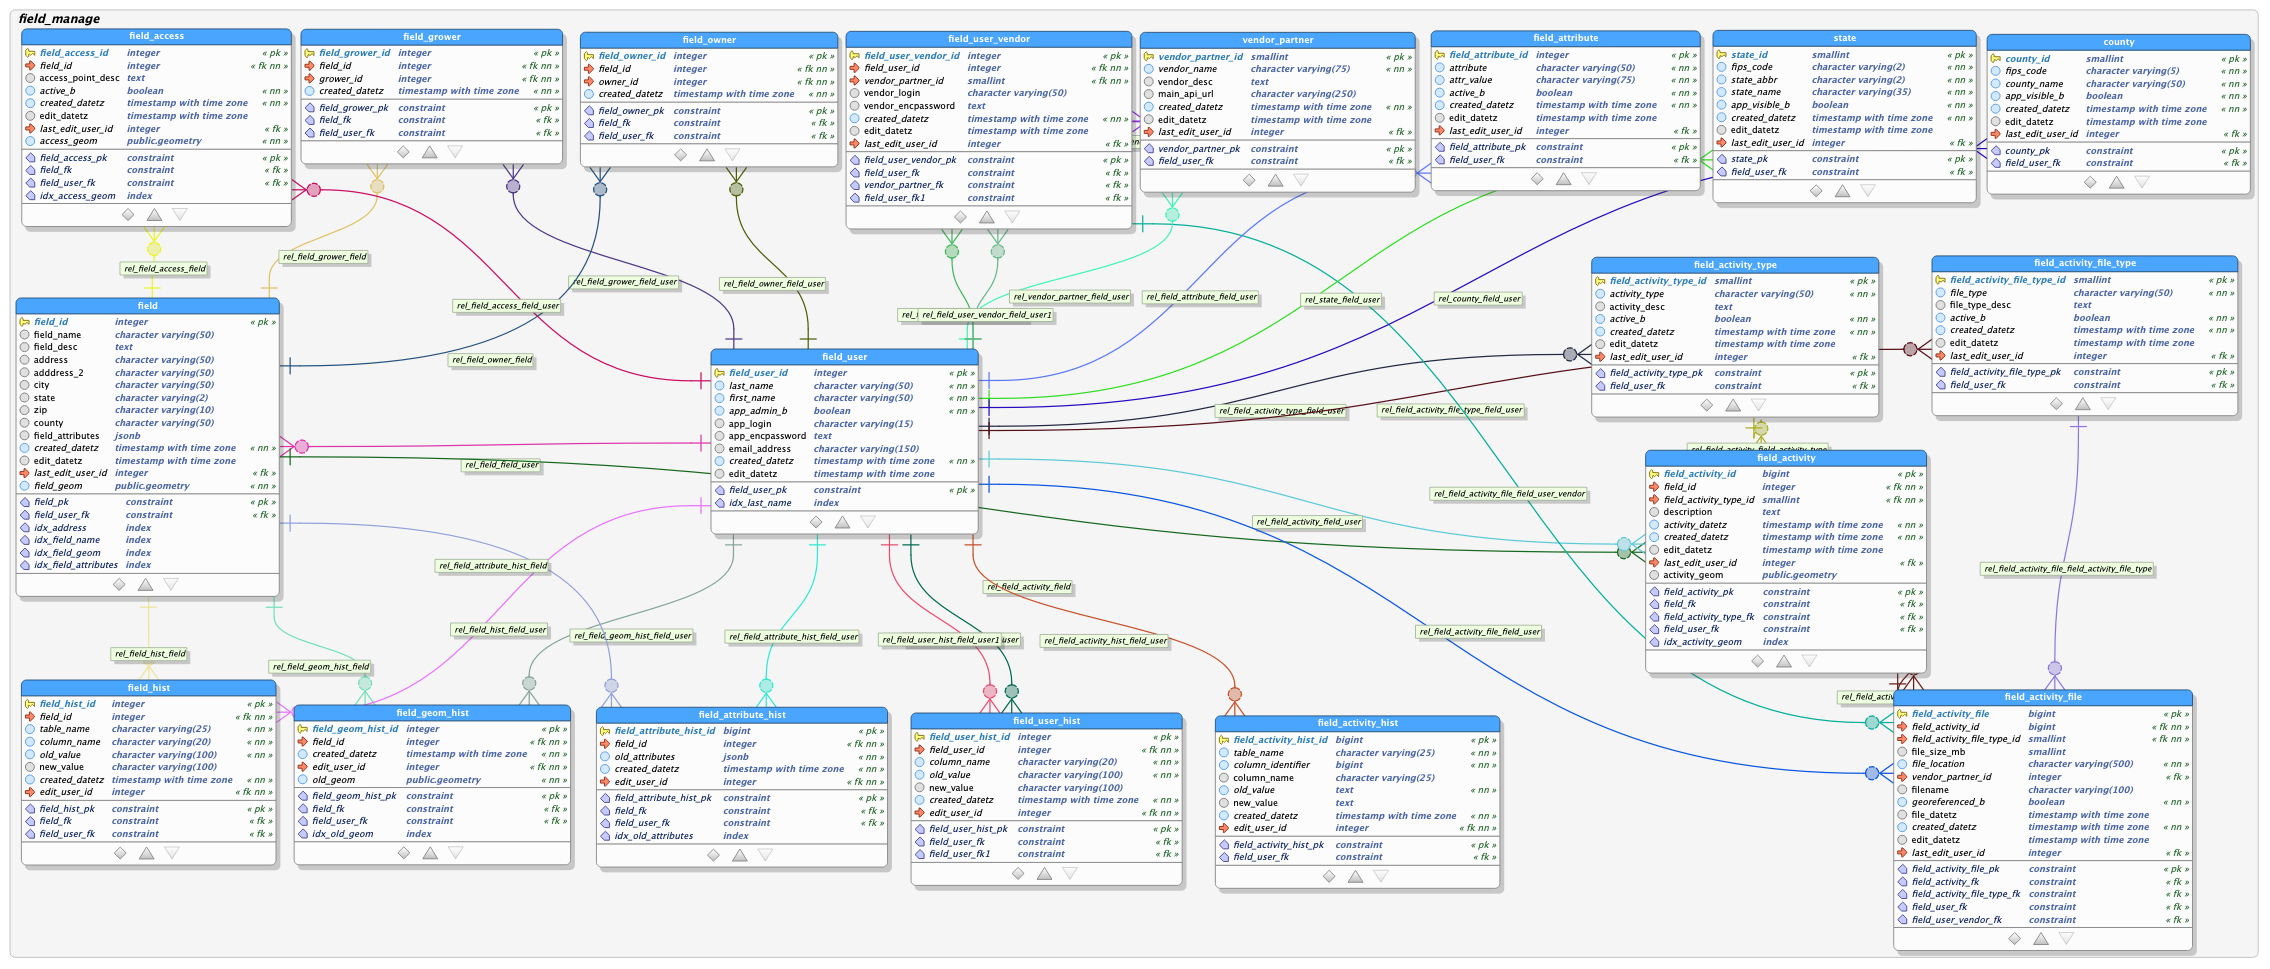 field_manage
field_access
field_access_id integer « pk »
field_id integer « fk nn »
access_point_desc text
active_b boolean « nn »
created_datetz timestamp with time zone « nn »
edit_datetz timestamp with time zone
last_edit_user_id integer « fk »
access_geom public.geometry « nn »
field_access_pk constraint « pk »
field_fk constraint « fk »
field_user_fk constraint « fk »
idx_access_geom index
field_grower
field_grower_id integer « pk »
field_id integer « fk nn »
grower_id integer « fk nn »
created_datetz timestamp with time zone « nn »
field_grower_pk constraint « pk »
field_fk constraint « fk »
field_user_fk constraint « fk »
field_owner
field_owner_id integer « pk »
field_id integer « fk nn »
owner_id integer « fk nn »
created_datetz timestamp with time zone « nn »
field_owner_pk constraint « pk »
field_fk constraint « fk »
field_user_fk constraint « fk »
field_user_vendor
field_user_vendor_id integer « pk »
field_user_id integer « fk nn »
vendor_partner_id smallint « fk nn »
vendor_login character varying(50)
vendor_encpassword text
created_datetz timestamp with time zone « nn »
edit_datetz timestamp with time zone
last_edit_user_id integer « fk »
field_user_vendor_pk constraint « pk »
field_user_fk constraint « fk »
vendor_partner_fk constraint « fk »
field_user_fk1 constraint « fk »
vendor_partner
vendor_partner_id smallint « pk »
vendor_name character varying(75) « nn »
vendor_desc text
main_api_url character varying(250)
created_datetz timestamp with time zone « nn »
edit_datetz timestamp with time zone
last_edit_user_id integer « fk »
vendor_partner_pk constraint « pk »
field_user_fk constraint « fk »
field_attribute
field_attribute_id integer « pk »
attribute character varying(50) « nn »
attr_value character varying(75) « nn »
active_b boolean « nn »
created_datetz timestamp with time zone « nn »
edit_datetz timestamp with time zone
last_edit_user_id integer « fk »
field_attribute_pk constraint « pk »
field_user_fk constraint « fk »
state
state_id smallint « pk »
fips_code character varying(2) « nn »
state_abbr character varying(2) « nn »
state_name character varying(35) « nn »
app_visible_b boolean « nn »
created_datetz timestamp with time zone « nn »
edit_datetz timestamp with time zone
last_edit_user_id integer « fk »
state_pk constraint « pk »
field_user_fk constraint « fk »
county
county_id smallint « pk »
fips_code character varying(5) « nn »
county_name character varying(50) « nn »
app_visible_b boolean « nn »
created_datetz timestamp with time zone « nn »
edit_datetz timestamp with time zone
last_edit_user_id integer « fk »
county_pk constraint « pk »
field_user_fk constraint « fk »
rel_field_access_field
rel_field_grower_field
rel_field_access_field_user
rel_field_grower_field_user
rel_field_owner_field_user
rel_field_owner_field
rel_vendor_partner_field_user
rel_field_user_vendor_field_user1
rel_field_attribute_field_user
rel_state_field_user
rel_county_field_user
field_activity_type
field_activity_type_id smallint « pk »
activity_type character varying(50) « nn »
activity_desc text
active_b boolean « nn »
created_datetz timestamp with time zone « nn »
edit_datetz timestamp with time zone
last_edit_user_id integer « fk »
field_activity_type_pk constraint « pk »
field_user_fk constraint « fk »
field_activity_file_type
field_activity_file_type_id smallint « pk »
file_type character varying(50) « nn »
file_type_desc text
active_b boolean « nn »
created_datetz timestamp with time zone « nn »
edit_datetz timestamp with time zone
last_edit_user_id integer « fk »
field_activity_file_type_pk constraint « pk »
field_user_fk constraint « fk »
field
field_id integer « pk »
field_name character varying(50)
field_desc text
address character varying(50)
adddress_2 character varying(50)
city character varying(50)
state character varying(2)
zip character varying(10)
county character varying(50)
field_attributes jsonb
created_datetz timestamp with time zone « nn »
edit_datetz timestamp with time zone
last_edit_user_id integer « fk »
field_geom public.geometry « nn »
field_pk constraint « pk »
field_user_fk constraint « fk »
idx_address index
idx_field_name index
idx_field_geom index
idx_field_attributes index
field_user
field_user_id integer « pk »
last_name character varying(50) « nn »
first_name character varying(50) « nn »
app_admin_b boolean « nn »
app_login character varying(15)
app_encpassword text
email_address character varying(150)
created_datetz timestamp with time zone « nn »
edit_datetz timestamp with time zone
field_user_pk constraint « pk »
idx_last_name index
rel_field_activity_type_field_user
rel_field_activity_file_type_field_user
rel_field_field_user
rel_field_activity_file_field_user_vendor
rel_field_activity_field_user
field_activity
field_activity_id bigint « pk »
field_id integer « fk nn »
field_activity_type_id smallint « fk nn »
description text
activity_datetz timestamp with time zone « nn »
created_datetz timestamp with time zone « nn »
edit_datetz timestamp with time zone
last_edit_user_id integer « fk »
activity_geom public.geometry
field_activity_pk constraint « pk »
field_fk constraint « fk »
field_activity_type_fk constraint « fk »
field_user_fk constraint « fk »
idx_activity_geom index
rel_field_activity_file_field_activity_file_type
rel_field_attribute_hist_field
rel_field_activity_field
rel_field_hist_field_user
rel_field_geom_hist_field_user
rel_field_attribute_hist_field_user
rel_field_user_hist_field_user1
rel_field_activity_hist_field_user
rel_field_activity_file_field_user
rel_field_hist_field
rel_field_geom_hist_field
field_hist
field_hist_id integer « pk »
field_id integer « fk nn »
table_name character varying(25) « nn »
column_name character varying(20) « nn »
old_value character varying(100) « nn »
new_value character varying(100)
created_datetz timestamp with time zone « nn »
edit_user_id integer « fk nn »
field_hist_pk constraint « pk »
field_fk constraint « fk »
field_user_fk constraint « fk »
field_geom_hist
field_geom_hist_id integer « pk »
field_id integer « fk nn »
created_datetz timestamp with time zone « nn »
edit_user_id integer « fk nn »
old_geom public.geometry « nn »
field_geom_hist_pk constraint « pk »
field_fk constraint « fk »
field_user_fk constraint « fk »
idx_old_geom index
field_attribute_hist
field_attribute_hist_id bigint « pk »
field_id integer « fk nn »
old_attributes jsonb « nn »
created_datetz timestamp with time zone « nn »
edit_user_id integer « fk nn »
field_attribute_hist_pk constraint « pk »
field_fk constraint « fk »
field_user_fk constraint « fk »
idx_old_attributes index
field_user_hist
field_user_hist_id integer « pk »
field_user_id integer « fk nn »
column_name character varying(20) « nn »
old_value character varying(100) « nn »
new_value character varying(100)
created_datetz timestamp with time zone « nn »
edit_user_id integer « fk nn »
field_user_hist_pk constraint « pk »
field_user_fk constraint « fk »
field_user_fk1 constraint « fk »
field_activity_hist
field_activity_hist_id bigint « pk »
table_name character varying(25) « nn »
column_identifier bigint « nn »
column_name character varying(25)
old_value text « nn »
new_value text
created_datetz timestamp with time zone « nn »
edit_user_id integer « fk nn »
field_activity_hist_pk constraint « pk »
field_user_fk constraint « fk »
field_activity_file
field_activity_file bigint « pk »
field_activity_id bigint « fk nn »
field_activity_file_type_id smallint « fk nn »
file_size_mb smallint
file_location character varying(500) « nn »
vendor_partner_id integer « fk »
filename character varying(100)
georeferenced_b boolean « nn »
file_datetz timestamp with time zone
created_datetz timestamp with time zone « nn »
edit_datetz timestamp with time zone
last_edit_user_id integer « fk »
field_activity_file_pk constraint « pk »
field_activity_fk constraint « fk »
field_activity_file_type_fk constraint « fk »
field_user_fk constraint « fk »
field_user_vendor_fk constraint « fk »